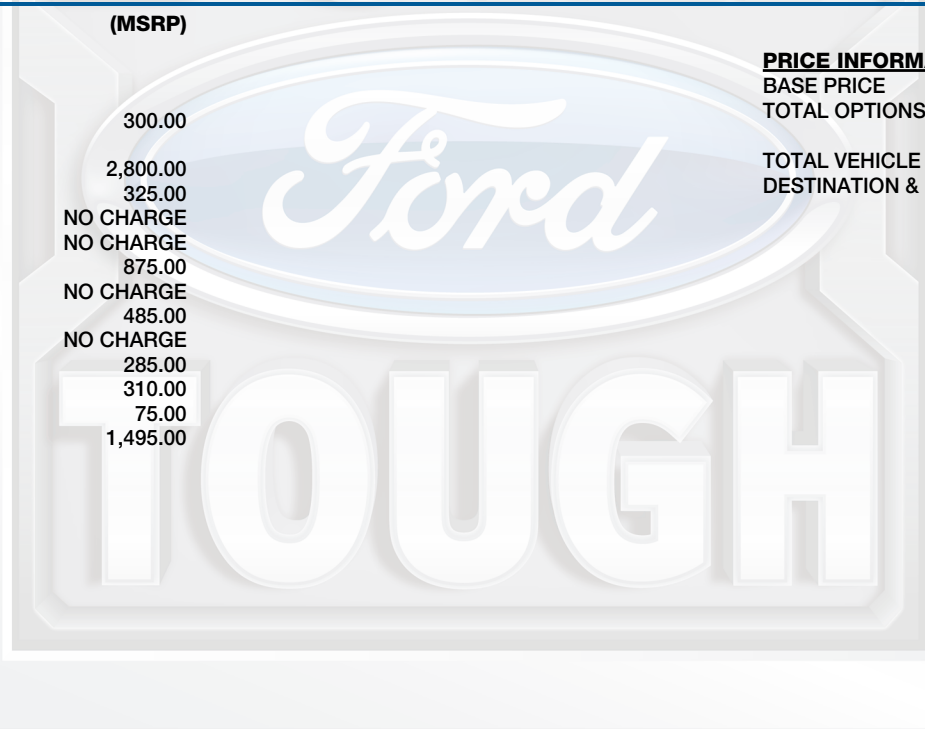 (MSRP)
300.00
2,800.00
325.00
NO CHARGE
NO CHARGE
875.00
NO CHARGE
485.00
NO CHARGE
285.00
310.00
75.00
1,495.00
PRICE INFORM
BASE PRICE
TOTAL OPTIONS
TOTAL VEHICLE
DESTINATION &
Ford
TOUGH